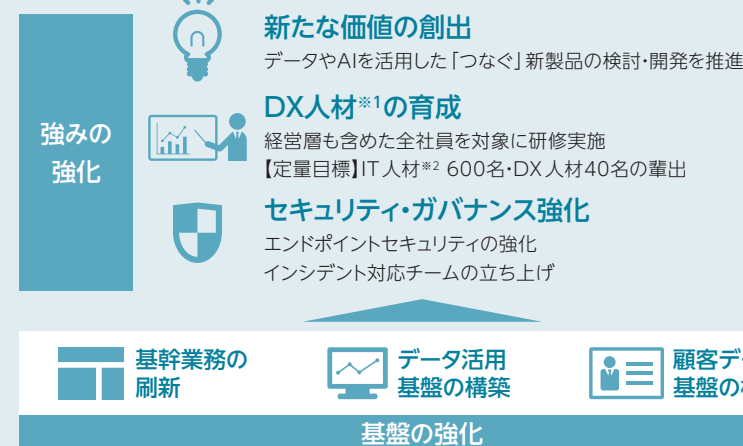 新たな価値の創出
データやAIを活用した「つなぐ」新製品の検討・開発を推進
強みの
強化
DX人材※1の育成
経営層も含めた全社員を対象に研修実施
【定量目標】IT人材※2 600名・DX人材40名の輩出
セキュリティ・ガバナンス強化
エンドポイントセキュリティの強化
インシデント対応チームの立ち上げ
基幹業務の
刷新
データ活用
基盤の構築
顧客デ
基盤の
基盤の強化